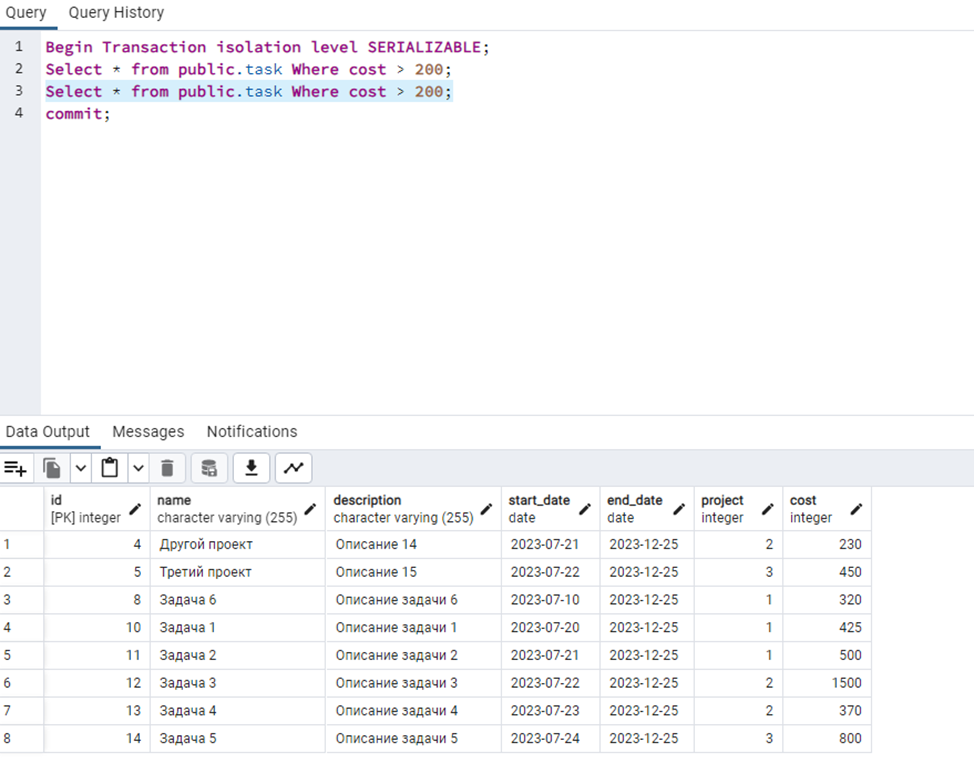 Query Query History
1 Begin Transaction isolation level SERIALIZABLE;
2 Select * from public.task Where cost > 200;
3 Select * from public.task Where cost > 200;
4 commit;
Data Output Messages Notifications
id name description start_date end_date project cost
[PK] integer character varying (255) character varying (255) date date integer integer
1 4 Другой проект Описание 14 2023-07-21 2023-12-25 2 230
2 5 Третий проект Описание 15 2023-07-22 2023-12-25 3 450
3 8 Задача 6 Описание задачи 6 2023-07-10 2023-12-25 1 320
4 10 Задача 1 Описание задачи 1 2023-07-20 2023-12-25 1 425
5 11 Задача 2 Описание задачи 2 2023-07-21 2023-12-25 1 500
6 12 Задача 3 Описание задачи 3 2023-07-22 2023-12-25 2 1500
7 13 Задача 4 Описание задачи 4 2023-07-23 2023-12-25 2 370
8 14 Задача 5 Описание задачи 5 2023-07-24 2023-12-25 3 800